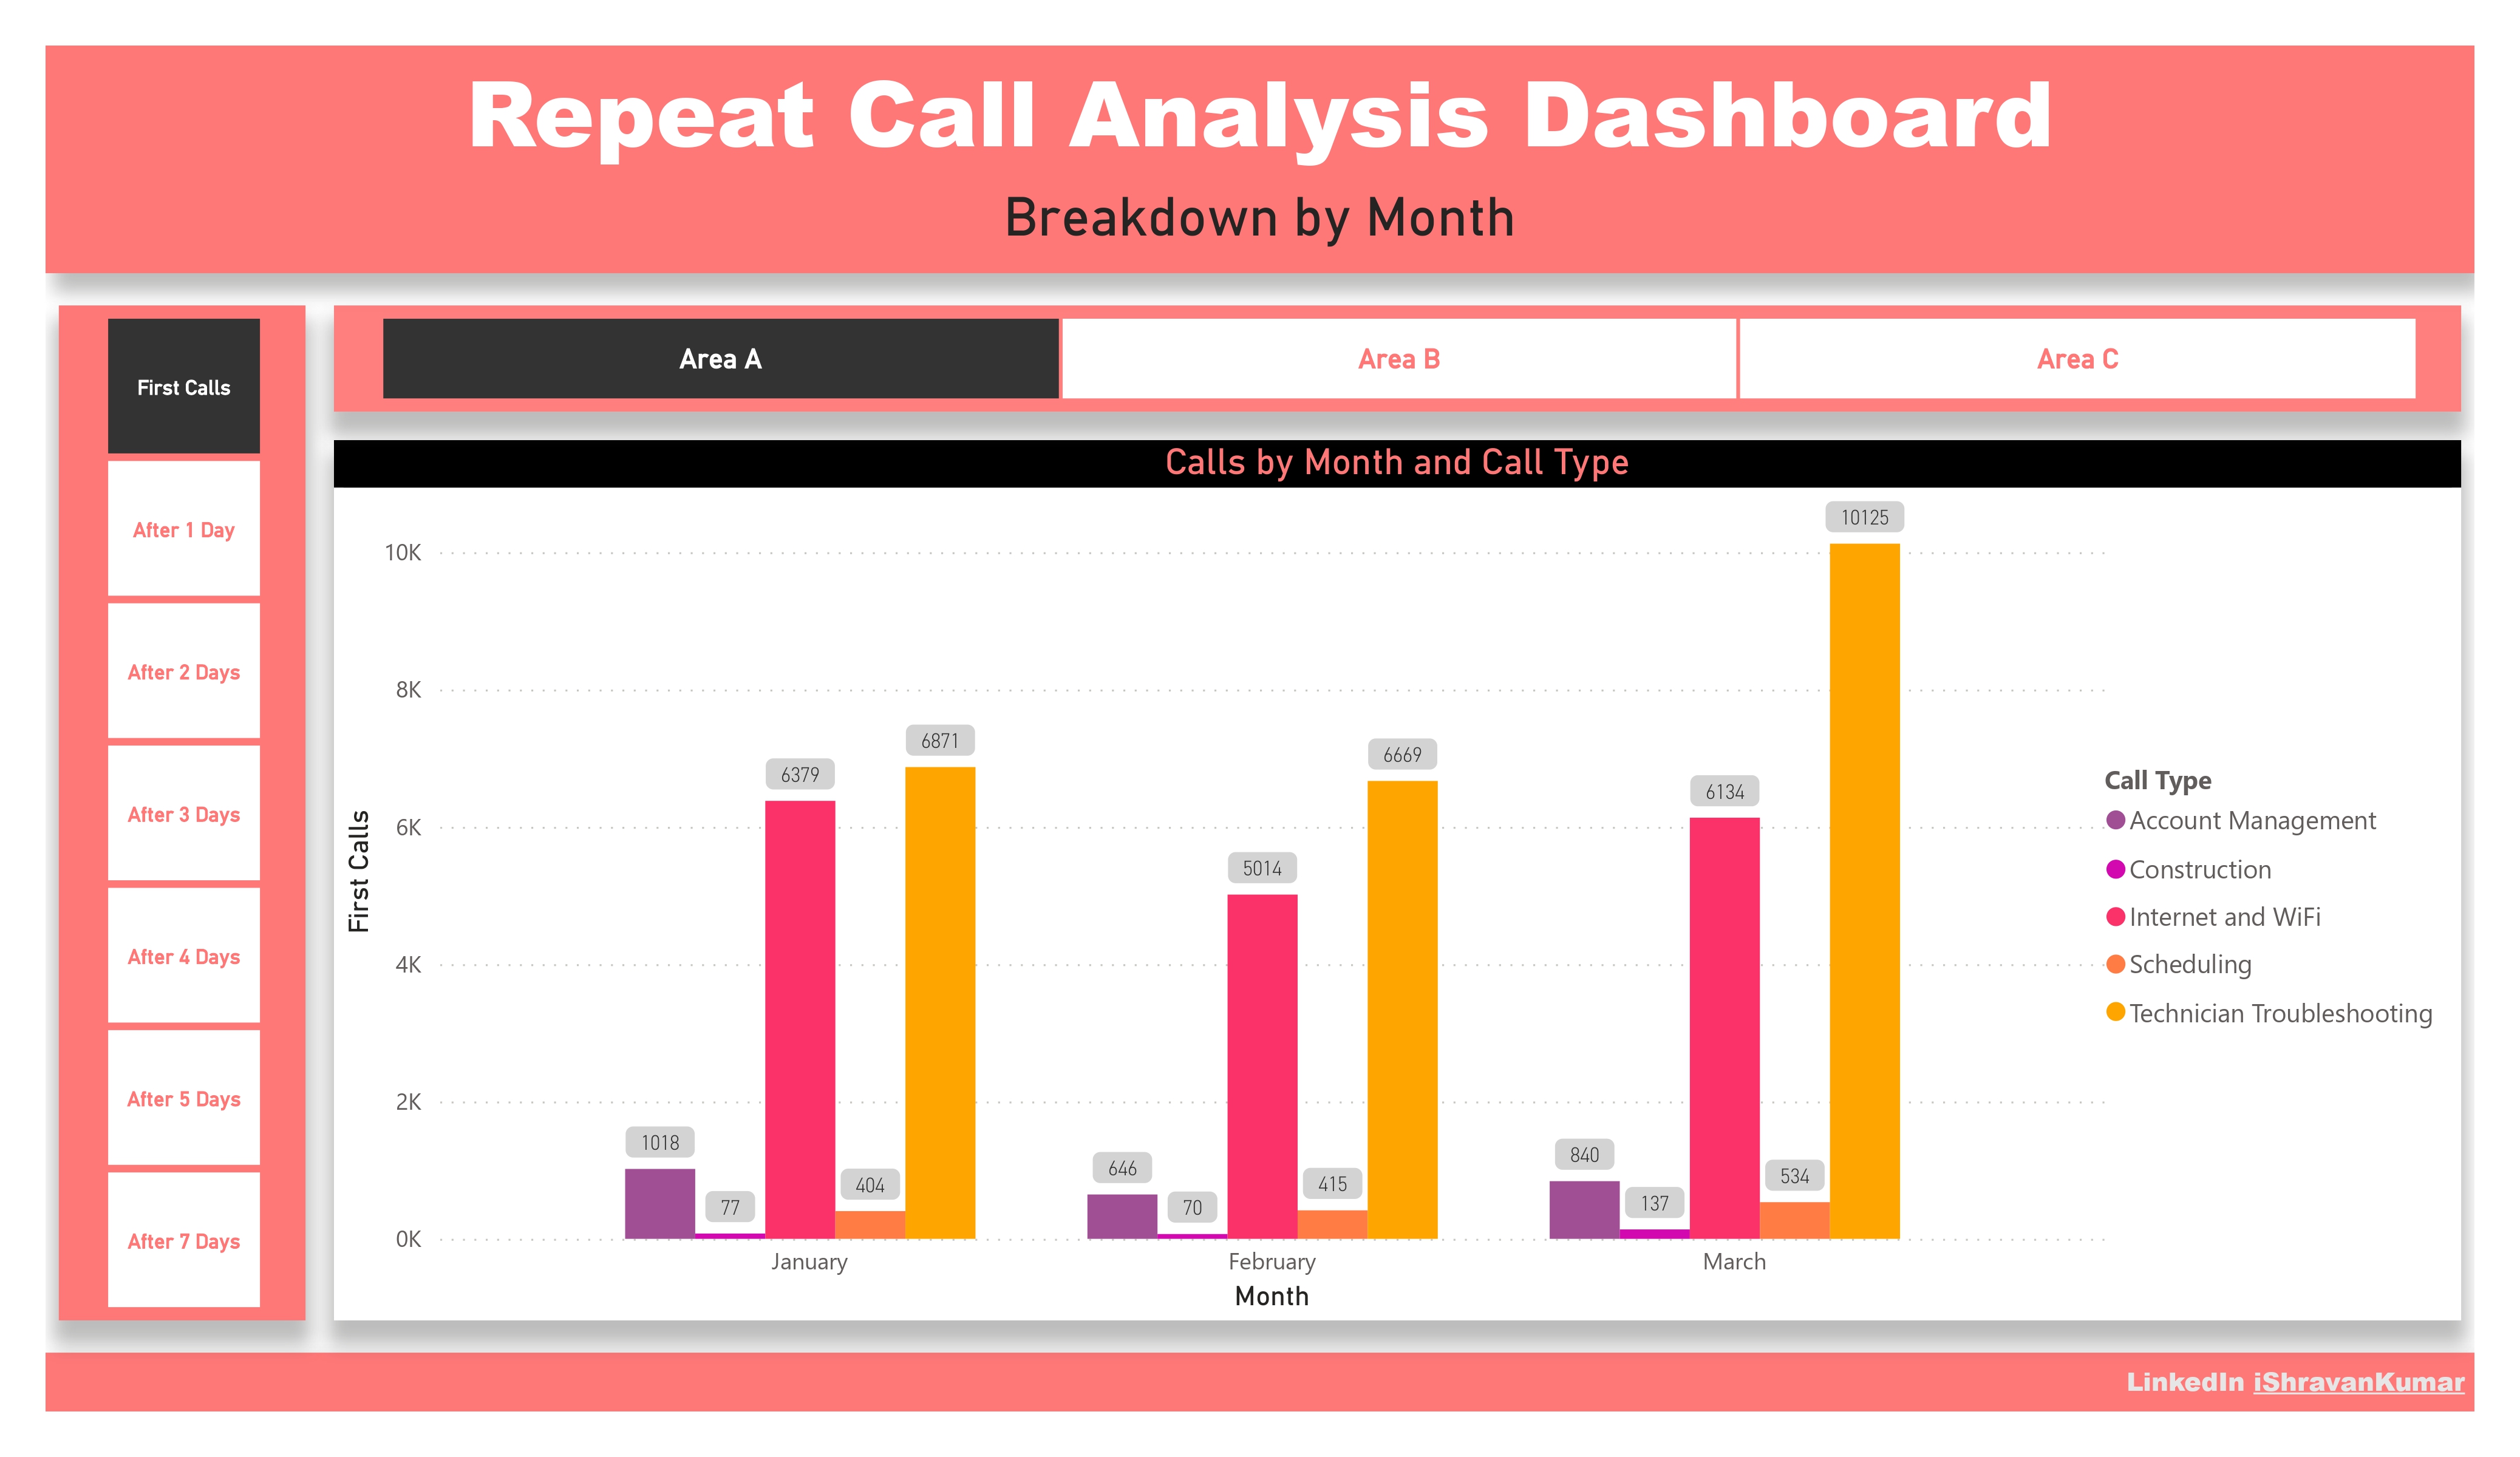 Repeat Call Analysis Dashboard
Breakdown by Month
First Calls
After 1 Day
After 2 Days
After 3 Days
After 4 Days
After 5 Days
After 7 Days
Area A
Area B
Area C
Calls by Month and Call Type
First Calls
10K
8K
6K
4K
2K
0K
1018
77
6379
404
6871
646
70
5014
415
6669
840
137
6134
534
10125
January
February
March
Month
Call Type
Account Management
Construction
Internet and WiFi
Scheduling
Technician Troubleshooting
LinkedIn iShravanKumar